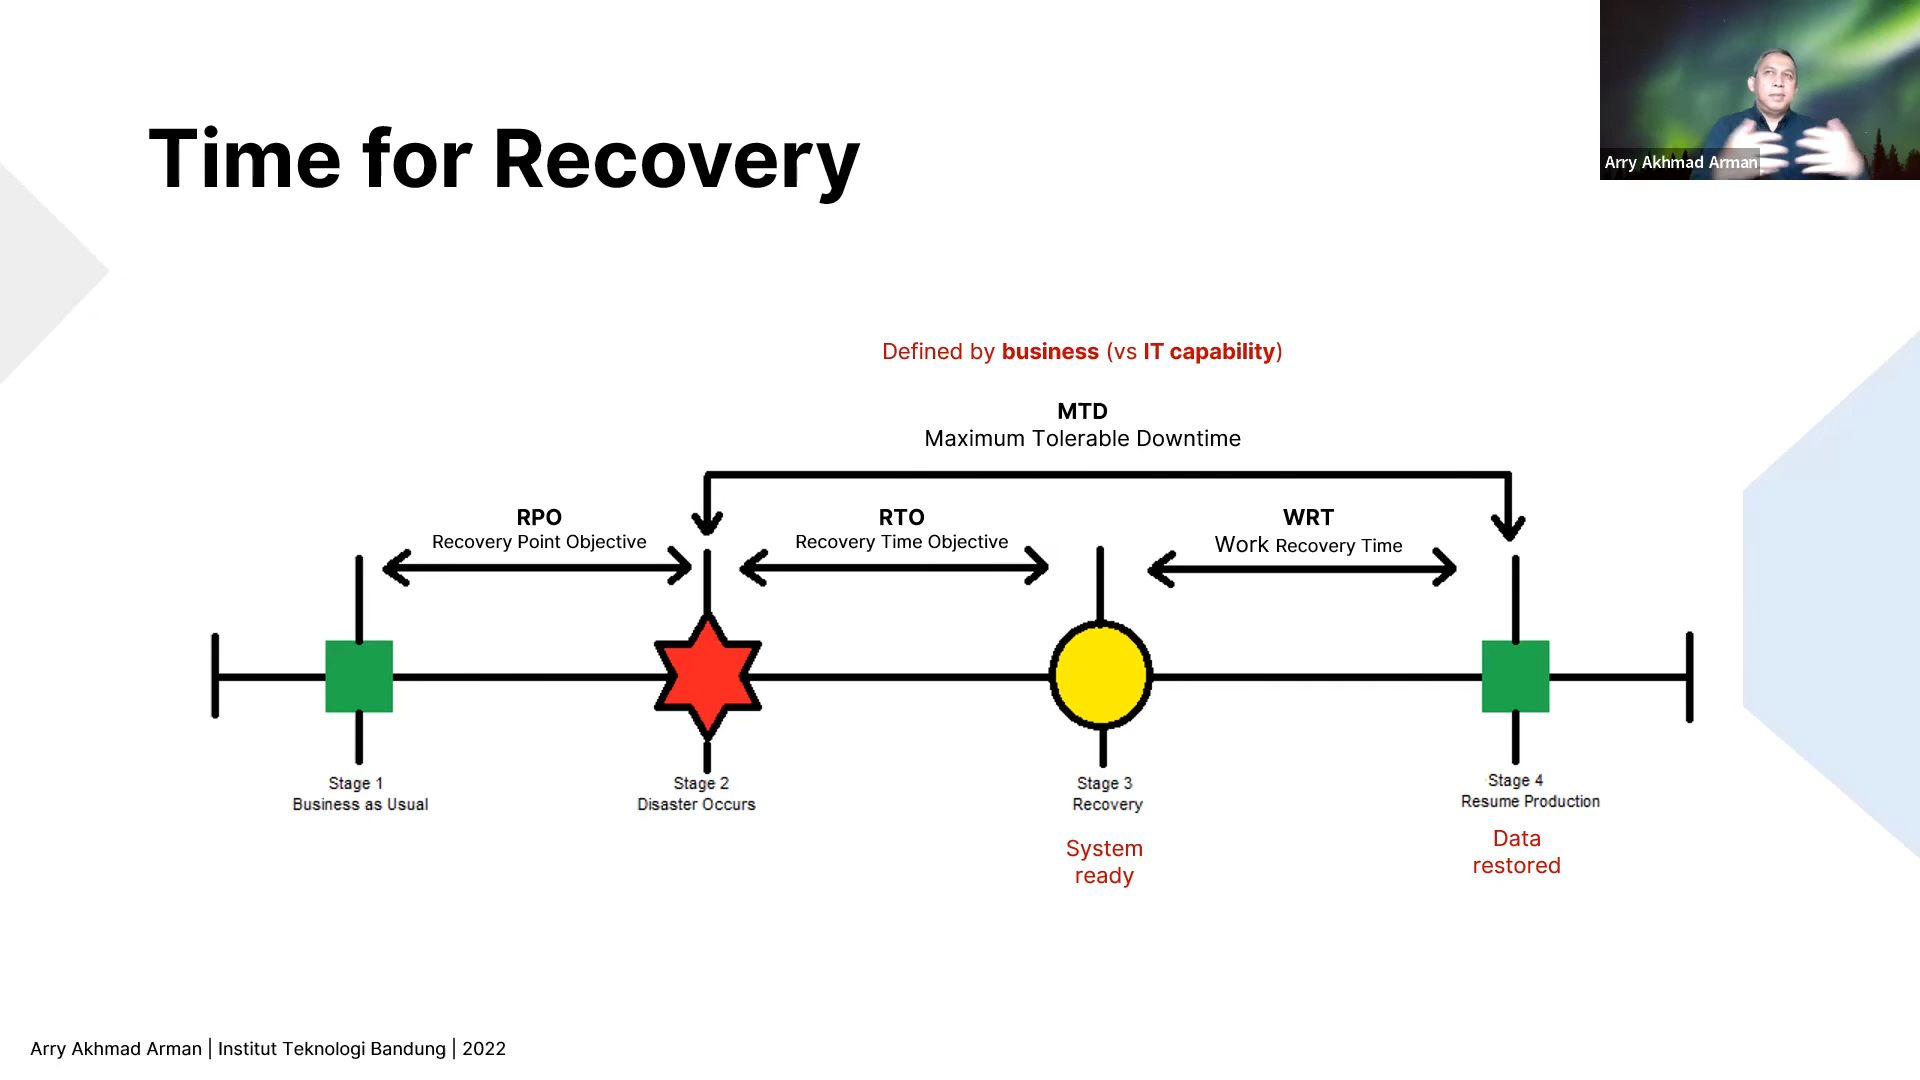 Arry Akhmad Arman
Time for Recovery
Defined by business (vs IT capability)
MTD
Maximum Tolerable Downtime
RPO
Recovery Point Objective
RTO
Recovery Time Objective
WRT
Work Recovery Time
Stage 1
Business as Usual
Stage 2
Disaster Occurs
Stage 3
Recovery
System
ready
Stage 4
Resume Production
Data
restored
Arry Akhmad Arman | Institut Teknologi Bandung | 2022